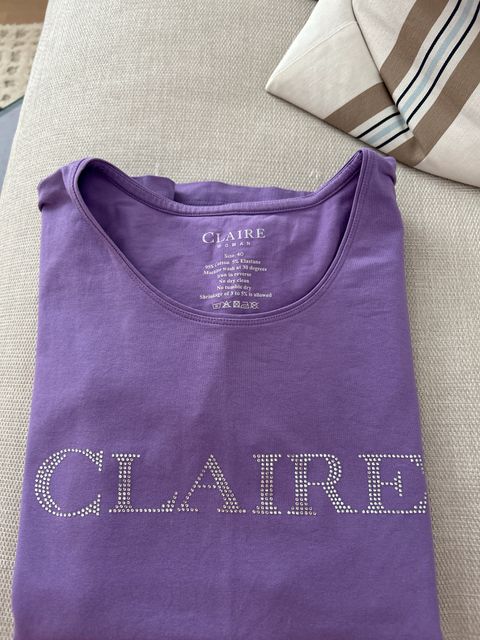 CLAIRE
WOMAN
Size: 40
95% Cotton 5% Elastane
Machine Wash at 30 degrees
Iron in reverse
No dry clean
No tumble dry
Shrinkage of 3 to 5% is allowed
CLAIRE